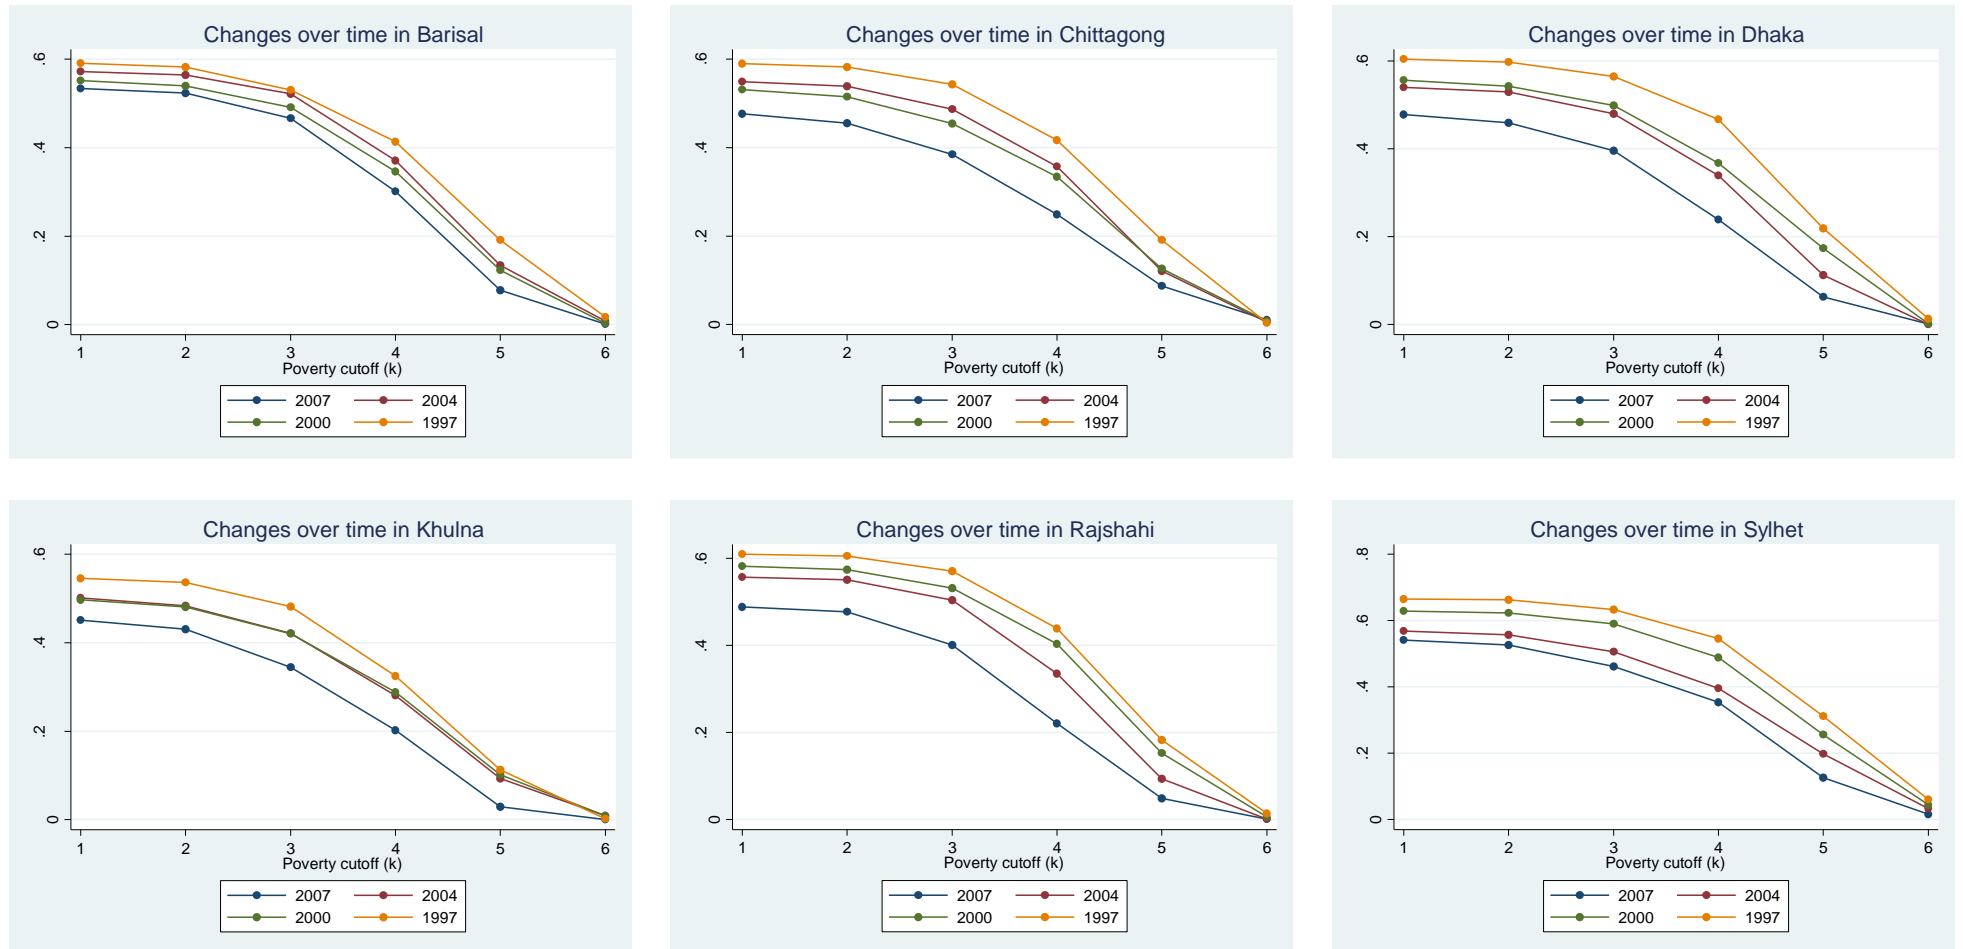 Changes over time in Barisal
.6
.4
.2
0
1 2 3 4 5 6
Poverty cutoff (k)
2007 2004
2000 1997
Changes over time in Chittagong
.6
.4
.2
0
1 2 3 4 5 6
Poverty cutoff (k)
2007 2004
2000 1997
Changes over time in Dhaka
.6
.4
.2
0
1 2 3 4 5 6
Poverty cutoff (k)
2007 2004
2000 1997
Changes over time in Khulna
.6
.4
.2
0
1 2 3 4 5 6
Poverty cutoff (k)
2007 2004
2000 1997
Changes over time in Rajshahi
.6
.4
.2
0
1 2 3 4 5 6
Poverty cutoff (k)
2007 2004
2000 1997
Changes over time in Sylhet
.8
.6
.4
.2
0
1 2 3 4 5 6
Poverty cutoff (k)
2007 2004
2000 1997